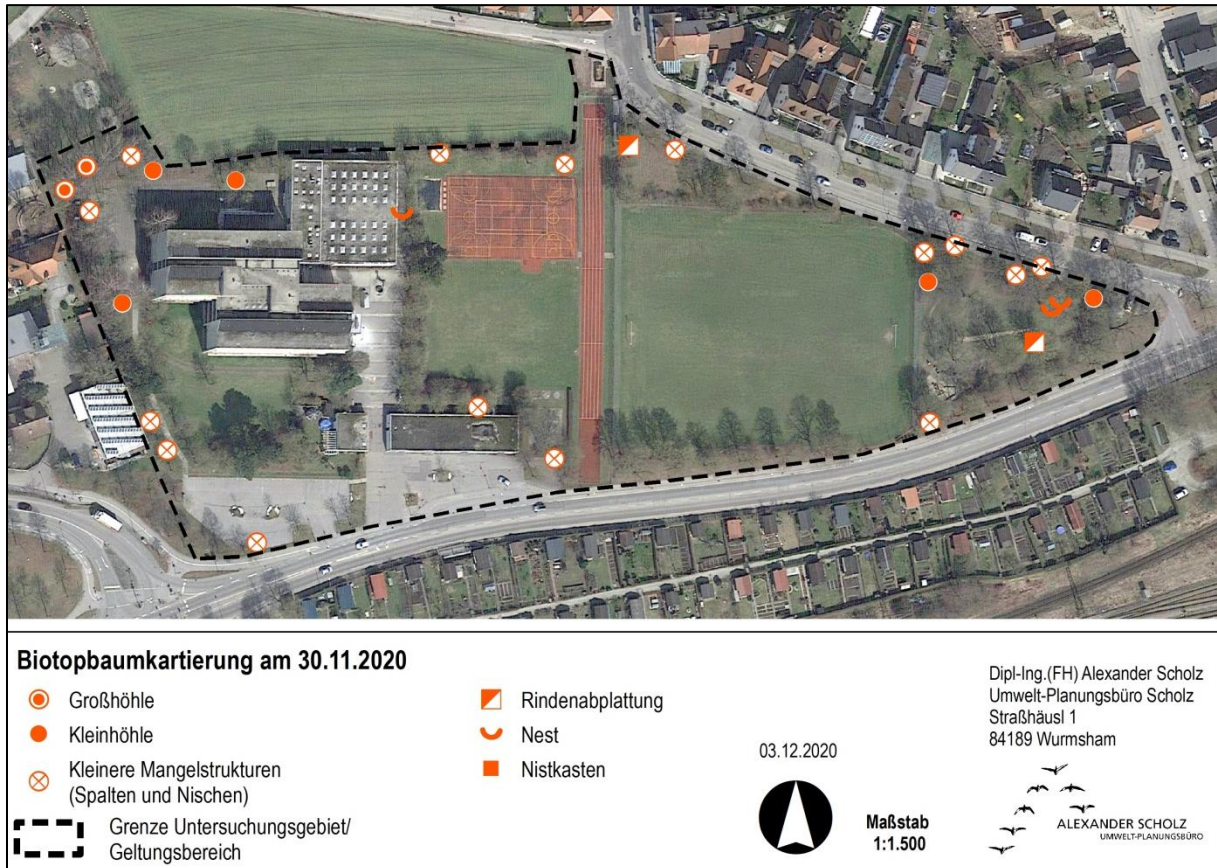 Biotopbaumkartierung am 30.11.2020
Großhöhle
Kleinhöhle
Kleinere Mangelstrukturen
(Spalten und Nischen)
Grenze Untersuchungsgebiet/
Geltungsbereich
Rindenabplattung
Nest
Nistkasten
03.12.2020
Maßstab
1:1.500
Dipl-Ing.(FH) Alexander Scholz
Umwelt-Planungsbüro Scholz
Straßhäusl 1
84189 Wurmsham
ALEXANDER SCHOLZ
UMWELT-PLANUNGSBÜRO